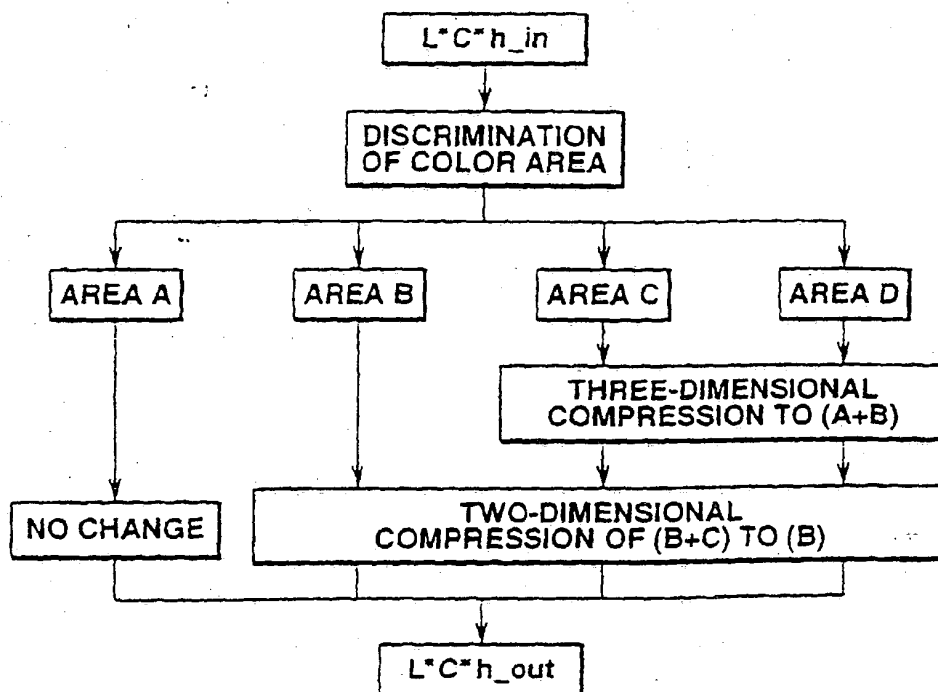 L*C*h_in
DISCRIMINATION
OF COLOR AREA
AREA A
AREA B
AREA C
AREA D
THREE-DIMENSIONAL
COMPRESSION TO (A+B)
NO CHANGE
TWO-DIMENSIONAL
COMPRESSION OF (B+C) TO (B)
L*C*h_out